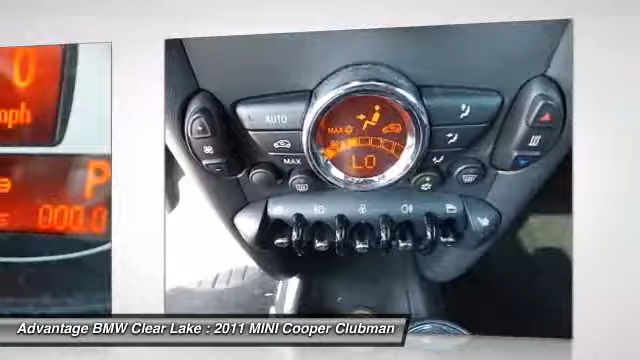 0
mph
P
000.0
AUTO
MAX
MAX
LO
Advantage BMW Clear Lake : 2011 MINI Cooper Clubman